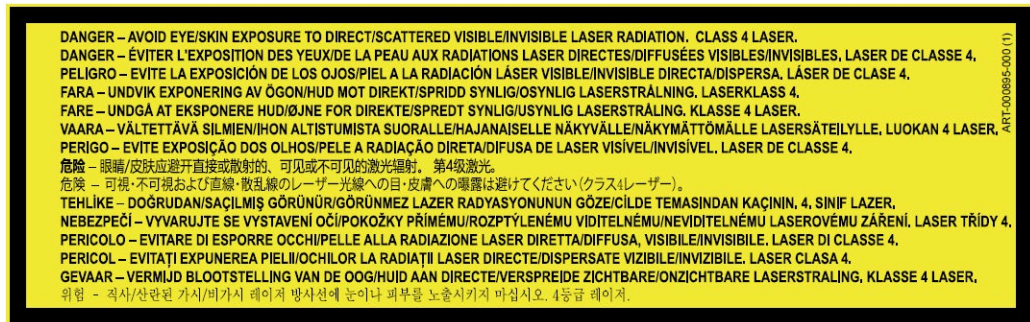 DANGER – AVOID EYE/SKIN EXPOSURE TO DIRECT/SCATTERED VISIBLE/INVISIBLE LASER RADIATION. CLASS 4 LASER.
DANGER – ÉVITER L'EXPOSITION DES YEUX/DE LA PEAU AUX RADIATIONS LASER DIRECTES/DIFFUSÉES VISIBLES/INVISIBLES. LASER DE CLASSE 4.
PELIGRO – EVITE LA EXPOSICIÓN DE LOS OJOS/PIEL A LA RADIACIÓN LÁSER VISIBLE/INVISIBLE DIRECTA/DISPERSA. LÁSER DE CLASE 4.
FARA – UNDVIK EXPONERING AV ÖGON/HUD MOT DIREKT/SPRIDD SYNLIG/OSYNLIG LASERSTRÅLNING. LASERKLASS 4.
FARE – UNDGÅ AT EKSPONERE HUD/ØJNE FOR DIREKTE/SPREDT SYNLIG/USYNLIG LASERSTRÅLING. KLASSE 4 LASER.
VAARA – VÄLTETTÄVÄ SILMIEN/IHON ALTISTUMISTA SUORALLE/HAJANAISELLE NÄKYVÄLLE/NÄKYMÄTTÖMÄLLE LASERSÄTEILYLLE. LUOKAN 4 LASER.
PERIGO – EVITE EXPOSIÇÃO DOS OLHOS/PELE A RADIAÇÃO DIRETA/DIFUSA DE LASER VISÍVEL/INVISÍVEL. LASER DE CLASSE 4.
危险 – 眼睛/皮肤应避开直接或散射的、可见或不可见的激光辐射。 第4级激光。
危険 – 可視・不可視および直線・散乱線のレーザー光線への目・皮膚への曝露は避けてください（クラス4レーザー）。
TEHLİKE – DOĞRUDAN/SAÇILMIŞ GÖRÜNÜR/GÖRÜNMEZ LAZER RADYASYONUNUN GÖZE/CİLDE TEMASINDAN KAÇININ. 4. SINIF LAZER.
NEBEZPEČÍ – VYVARUJTE SE VYSTAVENÍ OČÍ/POKOŽKY PŘÍMÉMU/ROZPTÝLENÉMU VIDITELNÉMU/NEVIDITELNÉMU LASEROVÉMU ZÁŘENÍ. LASER TŘÍDY 4.
PERICOLO – EVITARE DI ESPORRE OCCHI/PELLE ALLA RADIAZIONE LASER DIRETTA/DIFFUSA, VISIBILE/INVISIBILE. LASER DI CLASSE 4.
PERICOL – EVITAȚI EXPUNEREA PIELII/OCHILOR LA RADIAȚII LASER DIRECTE/DISPERSATE VIZIBILE/INVIZIBILE. LASER CLASA 4.
GEVAAR – VERMIJD BLOOTSTELLING VAN DE OOG/HUID AAN DIRECTE/VERSPREIDE ZICHTBARE/ONZICHTBARE LASERSTRALING. KLASSE 4 LASER.
위험 - 직사/산란된 가시/비가시 레이저 방사선에 눈이나 피부를 노출시키지 마십시오. 4등급 레이저.
ART-000895-000 (1)